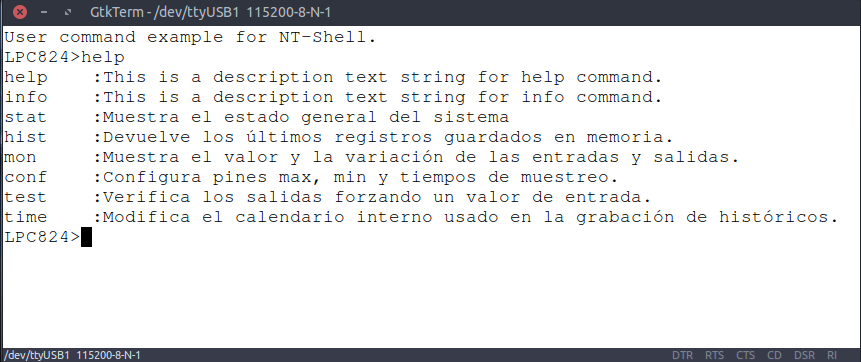 GtkTerm - /dev/ttyUSB1 115200-8-N-1
User command example for NT-Shell.
LPC824>help
help :This is a description text string for help command.
info :This is a description text string for info command.
stat :Muestra el estado general del sistema
hist :Devuelve los últimos registros guardados en memoria.
mon :Muestra el valor y la variación de las entradas y salidas.
conf :Configura pines max, min y tiempos de muestreo.
test :Verifica los salidas forzando un valor de entrada.
time :Modifica el calendario interno usado en la grabación de históricos.
LPC824>
/dev/ttyUSB1 115200-8-N-1 DTR RTS CTS CD DSR RI